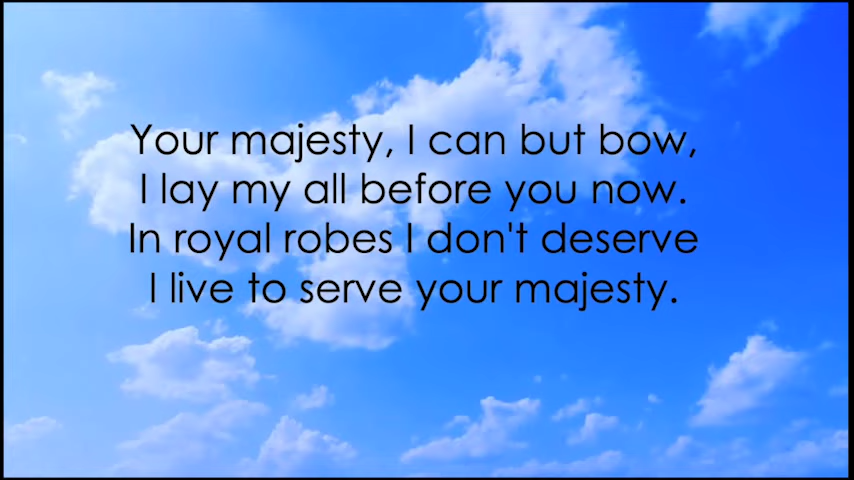 Your majesty, I can but bow,
I lay my all before you now.
In royal robes I don't deserve
I live to serve your majesty.